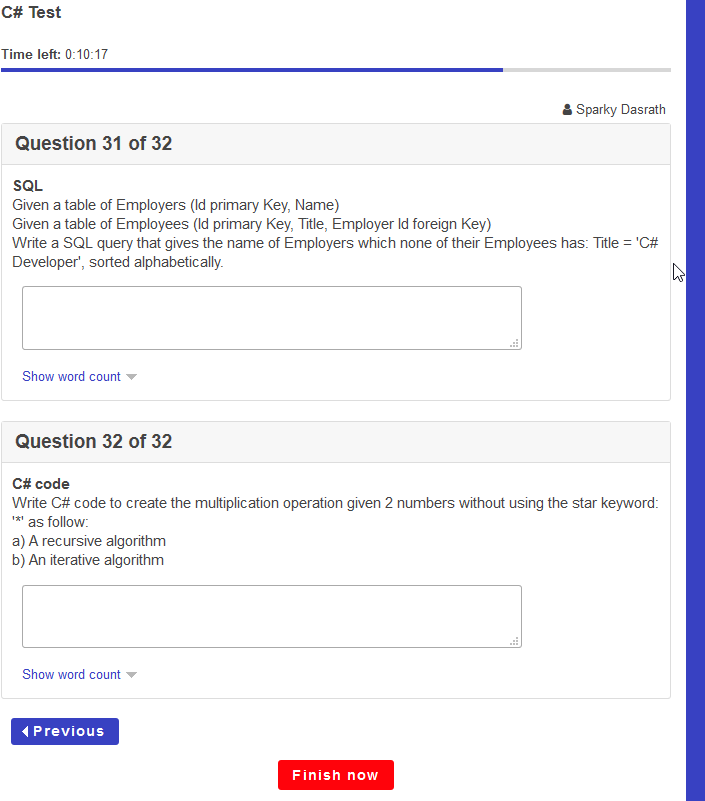 C# Test
Time left: 0:10:17
Sparky Dasrath
Question 31 of 32
SQL
Given a table of Employers (Id primary Key, Name)
Given a table of Employees (Id primary Key, Title, Employer Id foreign Key)
Write a SQL query that gives the name of Employers which none of their Employees has: Title = 'C#
Developer', sorted alphabetically.
Show word count
Question 32 of 32
C# code
Write C# code to create the multiplication operation given 2 numbers without using the star keyword:
'*' as follow:
a) A recursive algorithm
b) An iterative algorithm
Show word count
Previous
Finish now